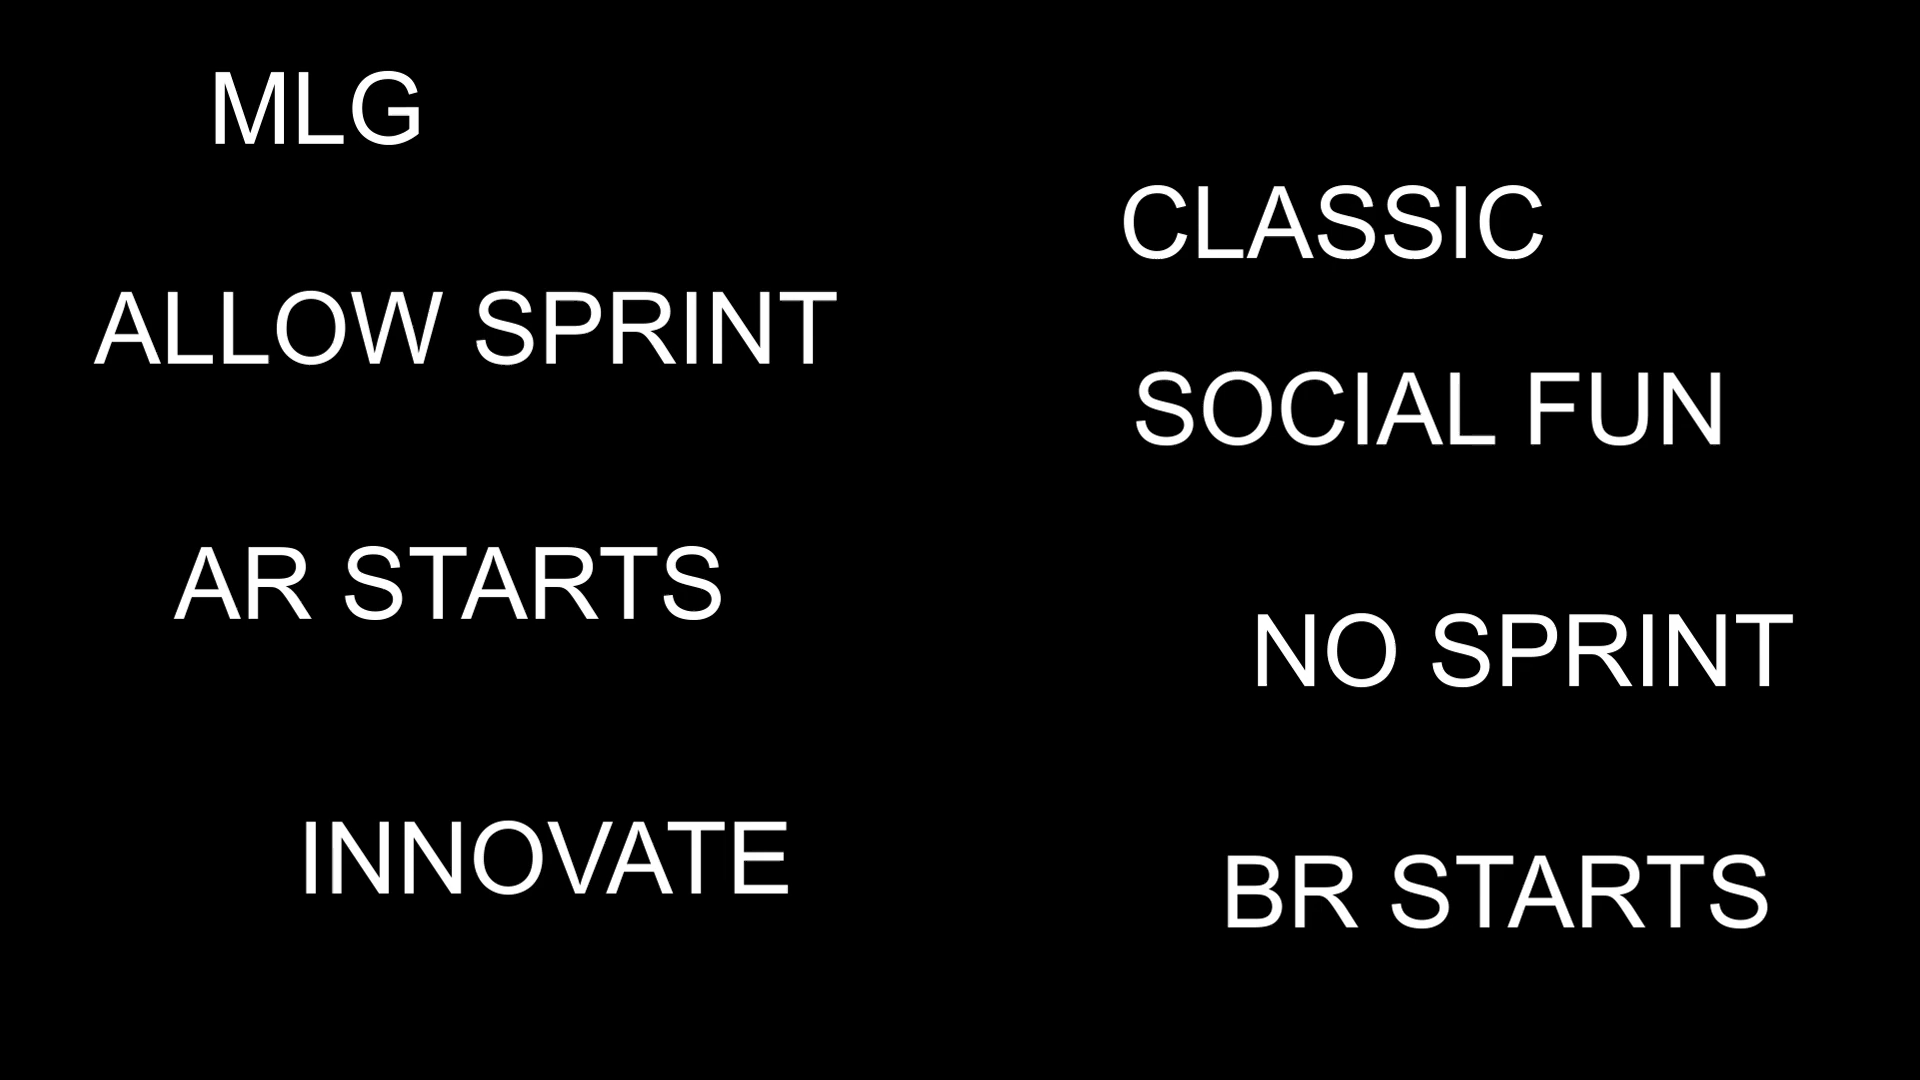 MLG
ALLOW SPRINT
AR STARTS
INNOVATE
CLASSIC
SOCIAL FUN
NO SPRINT
BR STARTS